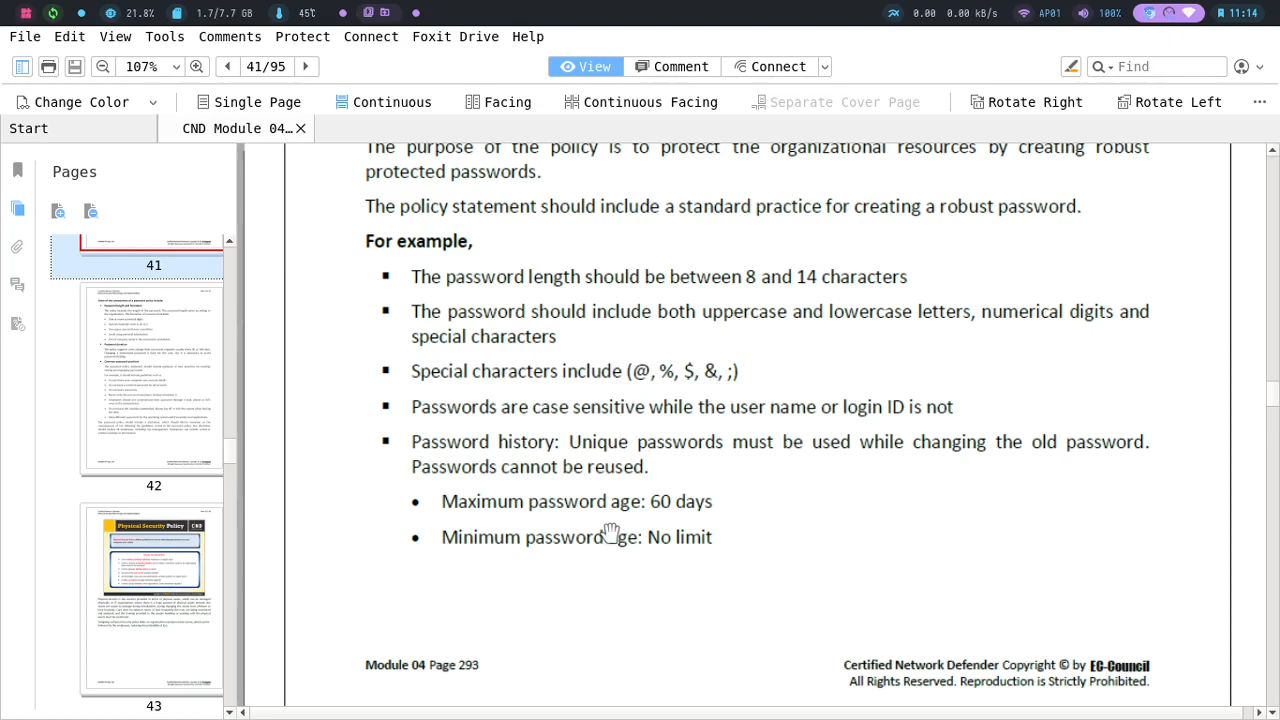 21.8% 1.7/7.7 GB 45℃ 0.00 0.00 kB/s AP01 100% 11:14
File Edit View Tools Comments Protect Connect Foxit Drive Help
107% 41/95 View Comment Connect Find
Change Color Single Page Continuous Facing Continuous Facing Separate Cover Page Rotate Right Rotate Left
Start CND Module 04...
Pages
41
42
Physical Security Policy CND
43
The purpose of the policy is to protect the organizational resources by creating robust
protected passwords.
The policy statement should include a standard practice for creating a robust password.
For example,
▪ The password length should be between 8 and 14 characters
▪ The password should include both uppercase and lowercase letters, numerical digits and
special characters
▪ Special characters include (@, %, $, &, ;)
▪ Passwords are case sensitive while the user name or login ID is not
▪ Password history: Unique passwords must be used while changing the old password.
Passwords cannot be reused.
• Maximum password age: 60 days
• Minimum password age: No limit
Module 04 Page 293
Certified Network Defender Copyright © by EC-Council
All Rights Reserved. Reproduction is Strictly Prohibited.